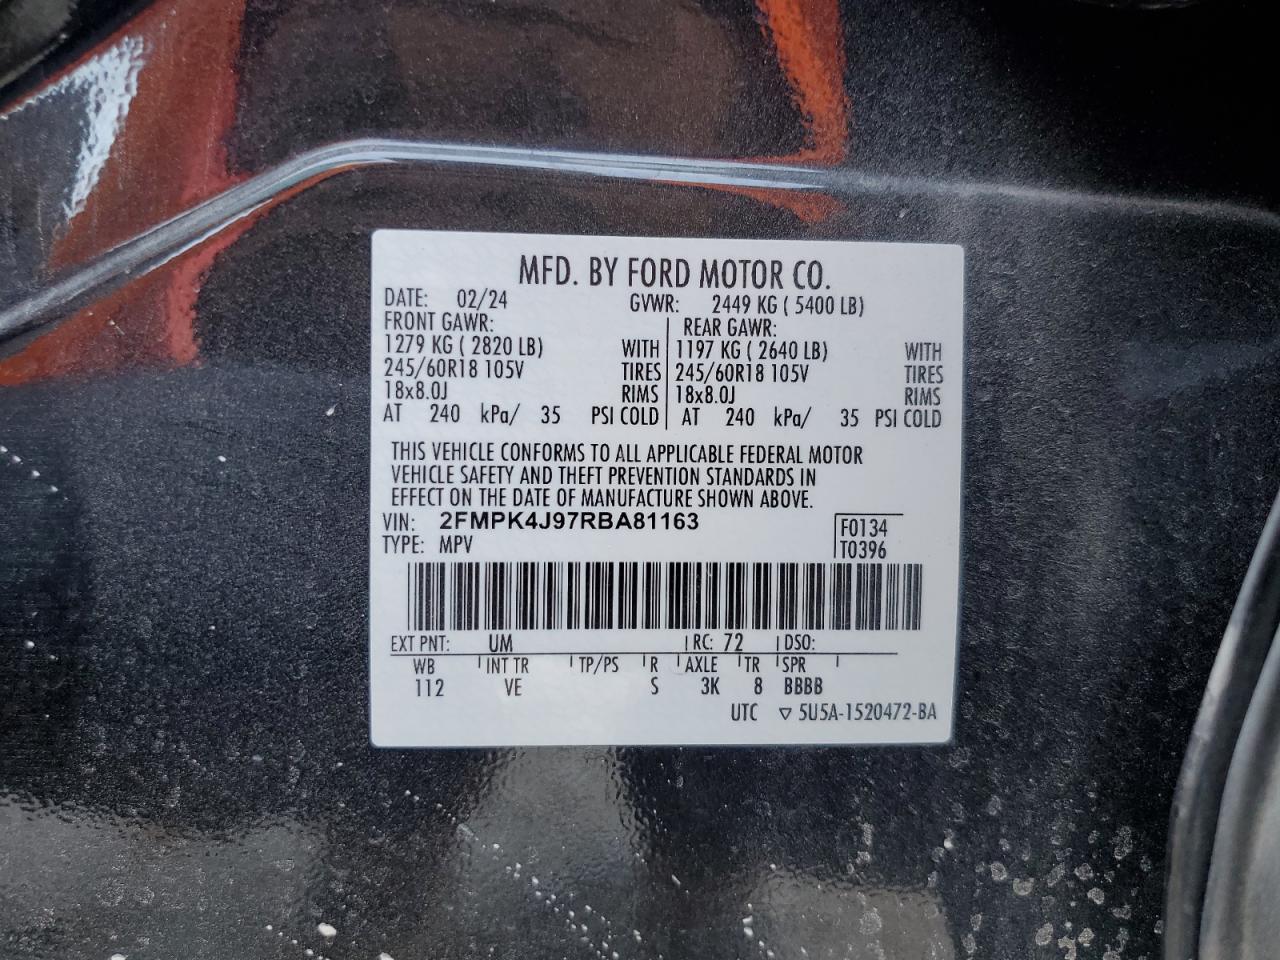 MFD. BY FORD MOTOR CO.
DATE: 02/24 GVWR: 2449 KG ( 5400 LB)
FRONT GAWR: REAR GAWR:
1279 KG ( 2820 LB) WITH 1197 KG ( 2640 LB) WITH
245/60R18 105V TIRES 245/60R18 105V TIRES
18x8.0J RIMS 18x8.0J RIMS
AT 240 kPa/ 35 PSI COLD AT 240 kPa/ 35 PSI COLD
THIS VEHICLE CONFORMS TO ALL APPLICABLE FEDERAL MOTOR
VEHICLE SAFETY AND THEFT PREVENTION STANDARDS IN
EFFECT ON THE DATE OF MANUFACTURE SHOWN ABOVE.
VIN: 2FMPK4J97RBA81163 F0134
TYPE: MPV T0396
EXT PNT: UM RC: 72 DSO:
WB INT TR TP/PS R AXLE TR SPR
112 VE S 3K 8 BBBB
UTC ▽ 5U5A-1520472-BA